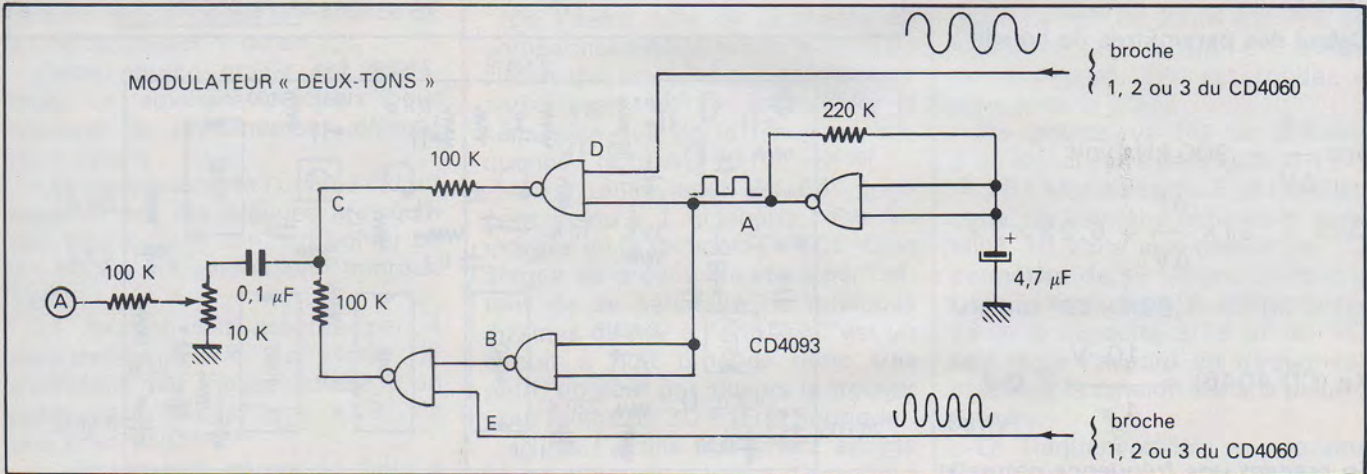 MODULATEUR « DEUX-TONS »
broche
1, 2 ou 3 du CD4060
220 K
100 K
D
A
C
+
4,7 µF
A
100 K
0,1 µF
10 K
100 K
B
CD4093
E
broche
1, 2 ou 3 du CD4060